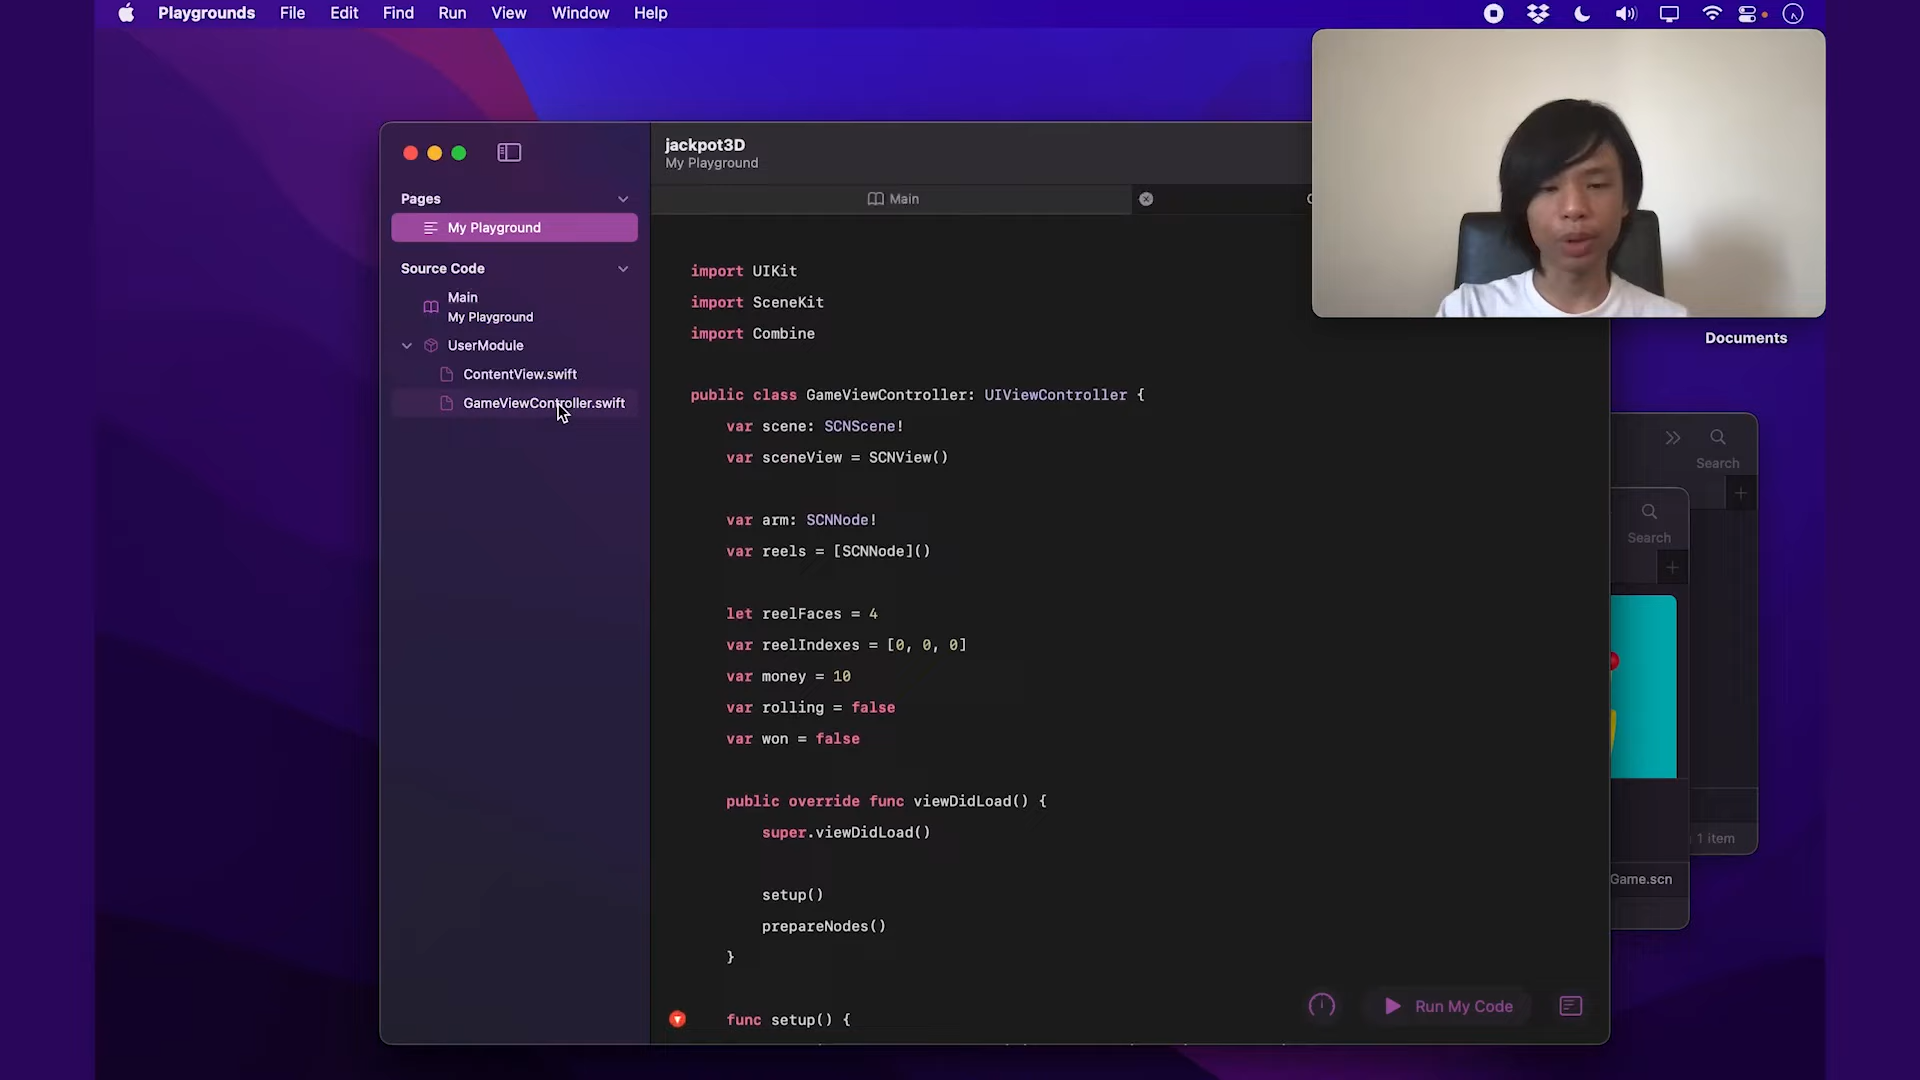 Playgrounds File Edit Find Run View Window Help
jackpot3D
My Playground
Pages
My Playground
Source Code
Main
My Playground
UserModule
ContentView.swift
GameViewController.swift
Main
import UIKit
import SceneKit
import Combine
public class GameViewController: UIViewController {
var scene: SCNScene!
var sceneView = SCNView()
var arm: SCNNode!
var reels = [SCNNode]()
let reelFaces = 4
var reelIndexes = [0, 0, 0]
var money = 10
var rolling = false
var won = false
public override func viewDidLoad() {
super.viewDidLoad()
setup()
prepareNodes()
}
func setup() {
Run My Code
Documents
Search
Search
1 item
Game.scn